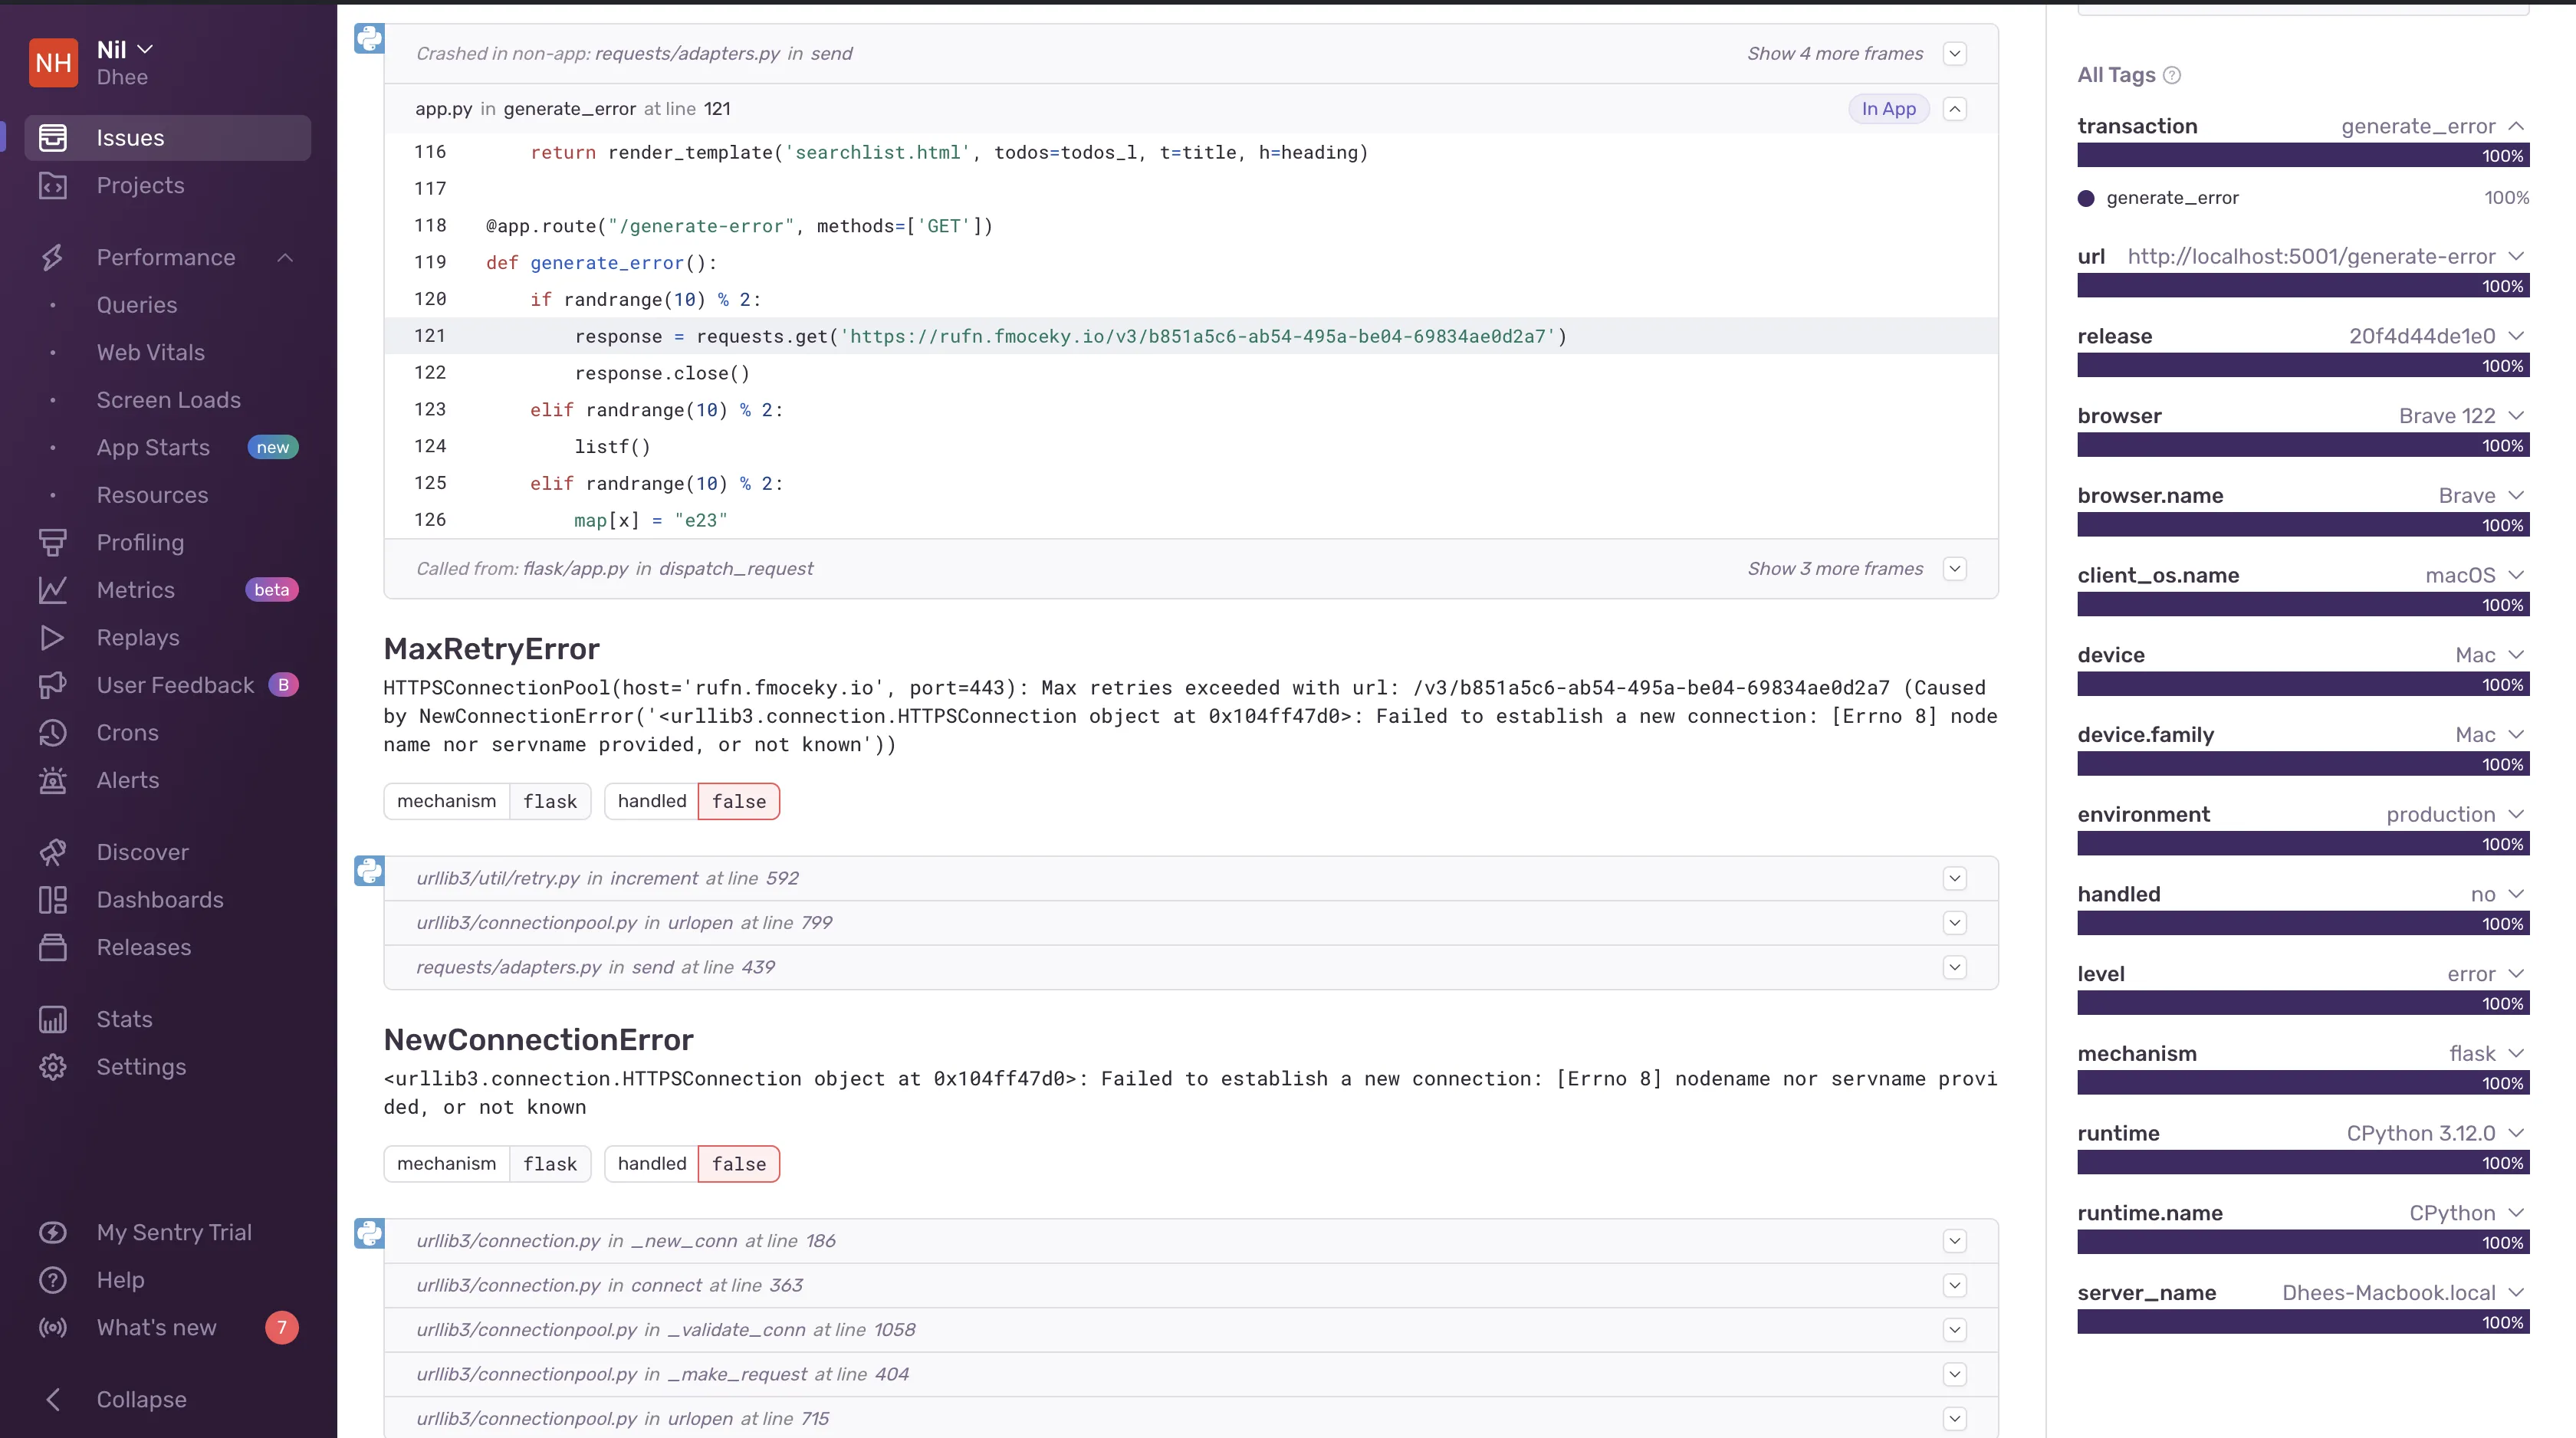 NH
Nil
Dhee
Issues
Projects
Performance
Queries
Web Vitals
Screen Loads
App Starts new
Resources
Profiling
Metrics beta
Replays
User Feedback B
Crons
Alerts
Discover
Dashboards
Releases
Stats
Settings
My Sentry Trial
? Help
What's new 7
Collapse
Crashed in non-app: requests/adapters.py in send Show 4 more frames
app.py in generate_error at line 121 In App
116 return render_template('searchlist.html', todos=todos_l, t=title, h=heading)
117
118 @app.route("/generate-error", methods=['GET'])
119 def generate_error():
120 if randrange(10) % 2:
121 response = requests.get('https://rufn.fmoceky.io/v3/b851a5c6-ab54-495a-be04-69834ae0d2a7')
122 response.close()
123 elif randrange(10) % 2:
124 listf()
125 elif randrange(10) % 2:
126 map[x] = "e23"
Called from: flask/app.py in dispatch_request Show 3 more frames
MaxRetryError
HTTPSConnectionPool(host='rufn.fmoceky.io', port=443): Max retries exceeded with url: /v3/b851a5c6-ab54-495a-be04-69834ae0d2a7 (Caused
by NewConnectionError('<urllib3.connection.HTTPSConnection object at 0x104ff47d0>: Failed to establish a new connection: [Errno 8] node
name nor servname provided, or not known'))
mechanism flask handled false
urllib3/util/retry.py in increment at line 592
urllib3/connectionpool.py in urlopen at line 799
requests/adapters.py in send at line 439
NewConnectionError
<urllib3.connection.HTTPSConnection object at 0x104ff47d0>: Failed to establish a new connection: [Errno 8] nodename nor servname provi
ded, or not known
mechanism flask handled false
urllib3/connection.py in _new_conn at line 186
urllib3/connection.py in connect at line 363
urllib3/connectionpool.py in _validate_conn at line 1058
urllib3/connectionpool.py in _make_request at line 404
urllib3/connectionpool.py in urlopen at line 715
All Tags ?
transaction generate_error
100%
generate_error 100%
url http://localhost:5001/generate-error
100%
release 20f4d44de1e0
100%
browser Brave 122
100%
browser.name Brave
100%
client_os.name macOS
100%
device Mac
100%
device.family Mac
100%
environment production
100%
handled no
100%
level error
100%
mechanism flask
100%
runtime CPython 3.12.0
100%
runtime.name CPython
100%
server_name Dhees-Macbook.local
100%